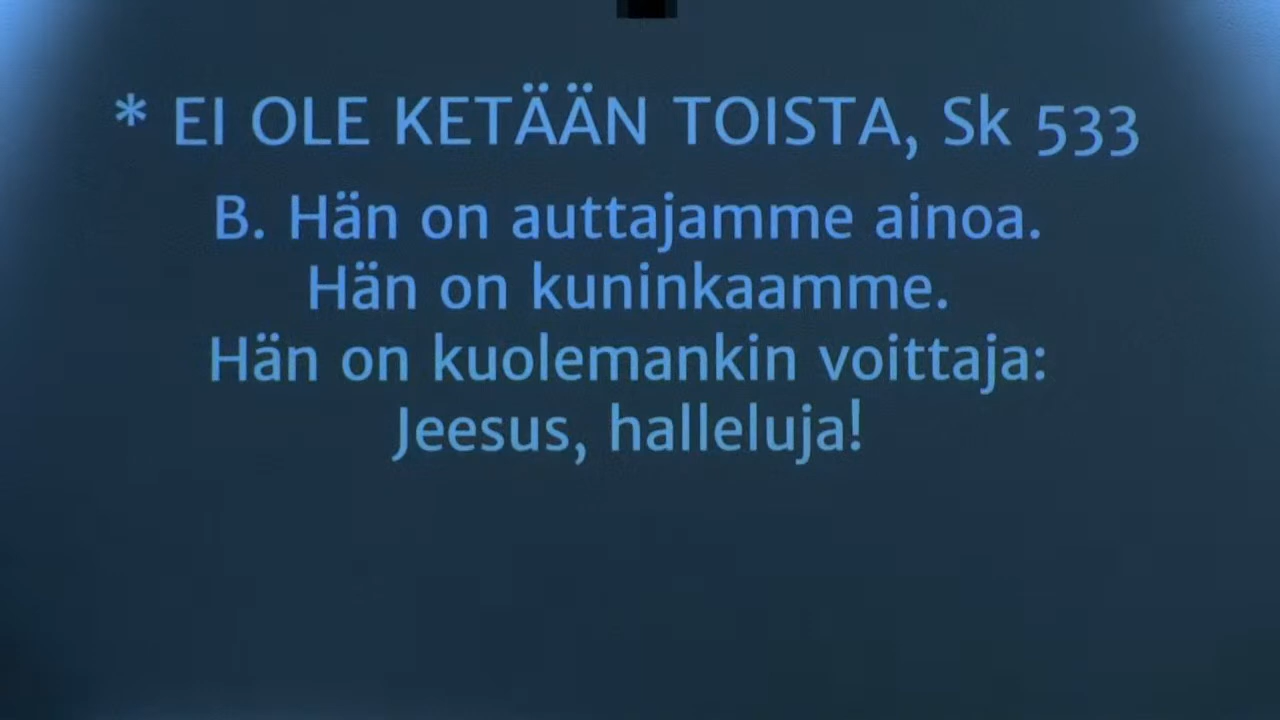 * EI OLE KETÄÄN TOISTA, Sk 533
B. Hän on auttajamme ainoa.
Hän on kuninkaamme.
Hän on kuolemankin voittaja:
Jeesus, halleluja!